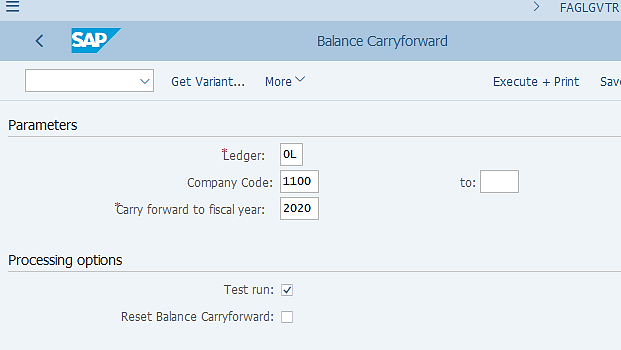 FAGLGVTR
SAP Balance Carryforward
Get Variant... More Execute + Print Save
Parameters
*Ledger: 0L
Company Code: 1100 to:
*Carry forward to fiscal year: 2020
Processing options
Test run:
Reset Balance Carryforward: